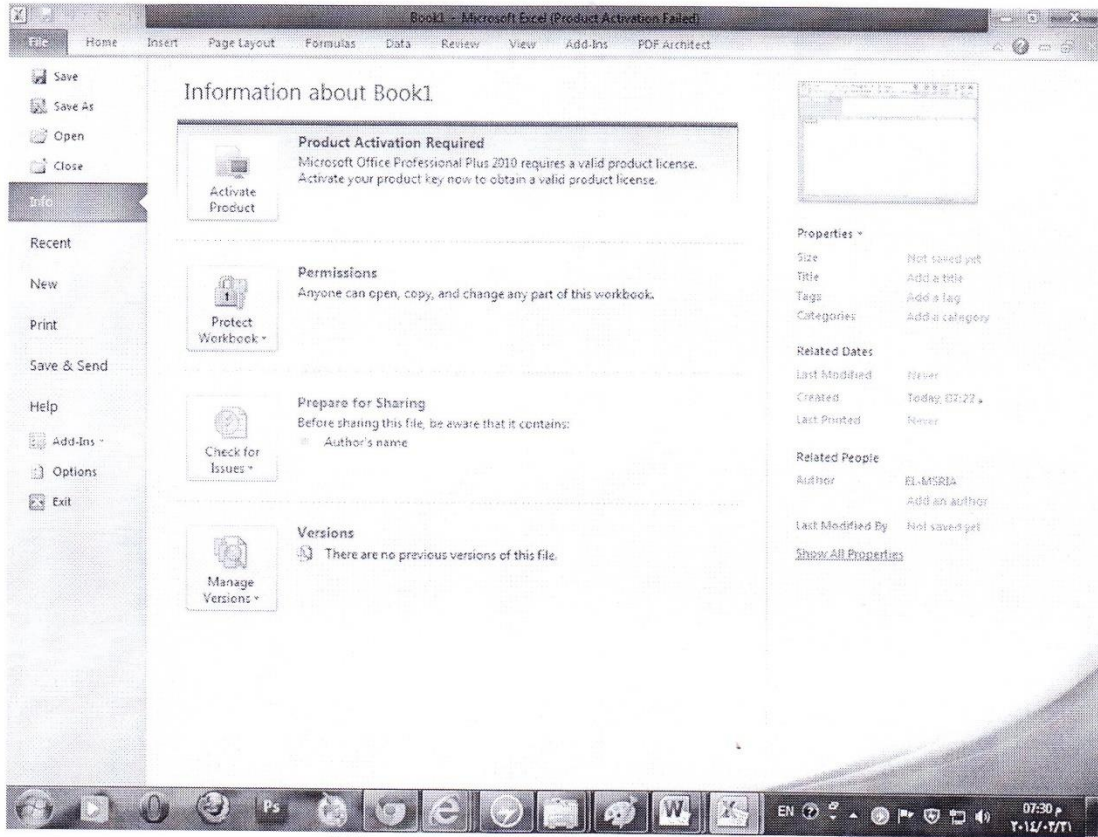 Book1 - Microsoft Excel (Product Activation Failed)
File Home Insert Page Layout Formulas Data Review View Add-Ins PDF Architect
Save
Save As
Open
Close
Info
Recent
New
Print
Save & Send
Help
Add-Ins
Options
Exit
Information about Book1
Activate Product
Product Activation Required
Microsoft Office Professional Plus 2010 requires a valid product license.
Activate your product key now to obtain a valid product license.
Protect Workbook
Permissions
Anyone can open, copy, and change any part of this workbook.
Check for Issues
Prepare for Sharing
Before sharing this file, be aware that it contains:
Author's name
Manage Versions
Versions
There are no previous versions of this file.
Properties
Size Not saved yet
Title Add a title
Tags Add a tag
Categories Add a category
Related Dates
Last Modified Never
Created Today, 07:22 م
Last Printed Never
Related People
Author EL-MSRIA
Add an author
Last Modified By Not saved yet
Show All Properties
Ps
W
X
EN
07:30 م